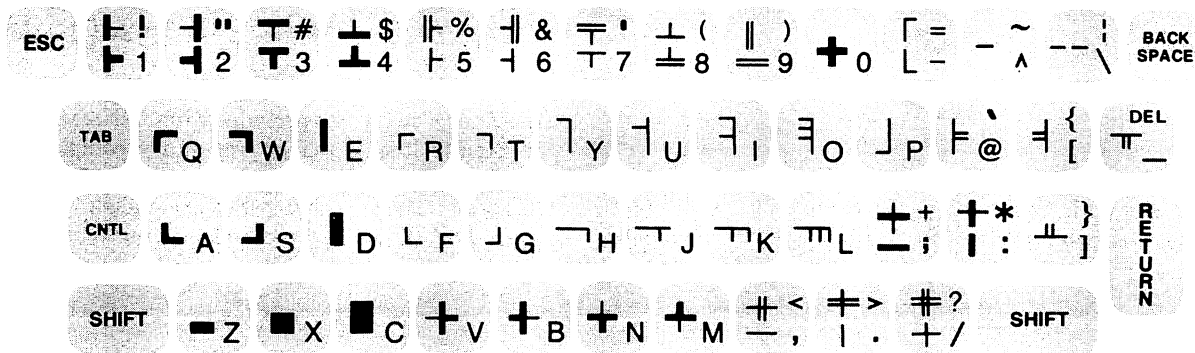 ESC ! 1 " 2 # 3 $ 4 % 5 & 6 ' 7 ( 8 ) 9 0 = - ~ ^ ¦ \ BACK SPACE
TAB Q W E R T Y U I O P ` @ { [ DEL _
CNTL A S D F G H J K L + ; * : } ] RETURN
SHIFT Z X C V B N M < , > . ? / SHIFT